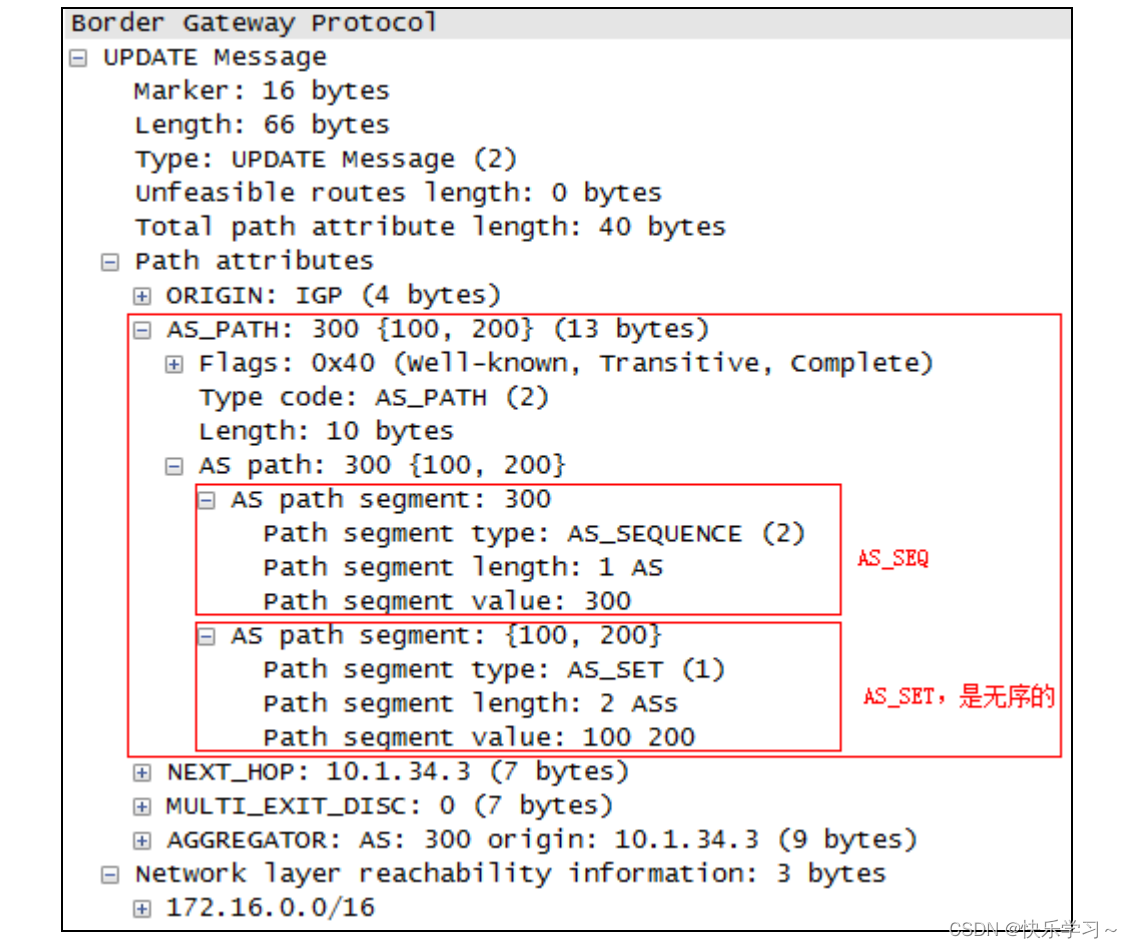 Border Gateway Protocol
UPDATE Message
Marker: 16 bytes
Length: 66 bytes
Type: UPDATE Message (2)
Unfeasible routes length: 0 bytes
Total path attribute length: 40 bytes
Path attributes
ORIGIN: IGP (4 bytes)
AS_PATH: 300 {100, 200} (13 bytes)
Flags: 0x40 (Well-known, Transitive, Complete)
Type code: AS_PATH (2)
Length: 10 bytes
AS path: 300 {100, 200}
AS path segment: 300
Path segment type: AS_SEQUENCE (2)
AS_SEQ
Path segment length: 1 AS
Path segment value: 300
AS path segment: {100, 200}
Path segment type: AS_SET (1)
AS_SET，是无序的
Path segment length: 2 ASs
Path segment value: 100 200
NEXT_HOP: 10.1.34.3 (7 bytes)
MULTI_EXIT_DISC: 0 (7 bytes)
AGGREGATOR: AS: 300 origin: 10.1.34.3 (9 bytes)
Network layer reachability information: 3 bytes
172.16.0.0/16
CSDN @快乐学习～